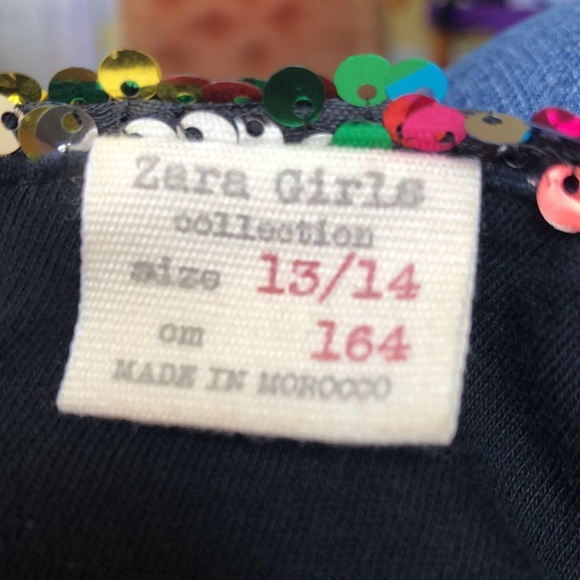 Zara Girls
collection
size 13/14
cm 164
MADE IN MOROCCO